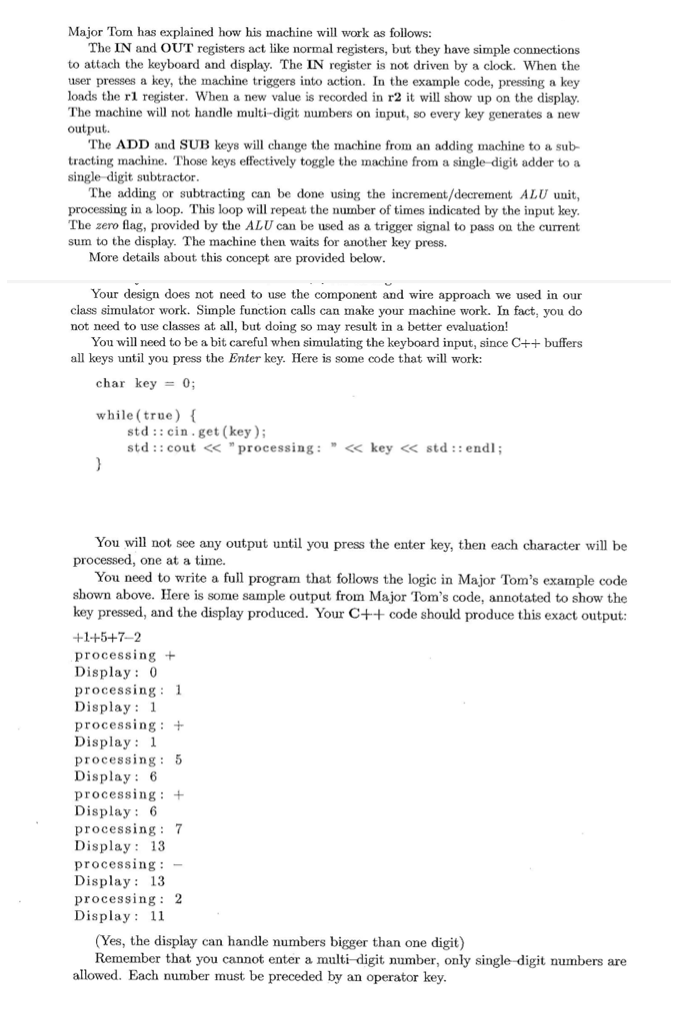 Major Tom has explained how his machine will work as follows:
The IN and OUT registers act like normal registers, but they have simple connections
to attach the keyboard and display. The IN register is not driven by a clock. When the
user presses a key, the machine triggers into action. In the example code, pressing a key
loads the r1 register. When a new value is recorded in r2 it will show up on the display.
The machine will not handle multi-digit numbers on input, so every key generates a new
output.
The ADD and SUB keys will change the machine from an adding machine to a sub-
tracting machine. Those keys effectively toggle the machine from a single-digit adder to a
single-digit subtractor.
The adding or subtracting can be done using the increment/decrement ALU unit,
processing in a loop. This loop will repeat the number of times indicated by the input key.
The zero flag, provided by the ALU can be used as a trigger signal to pass on the current
sum to the display. The machine then waits for another key press.
More details about this concept are provided below.
Your design does not need to use the component and wire approach we used in our
class simulator work. Simple function calls can make your machine work. In fact, you do
not need to use classes at all, but doing so may result in a better evaluation!
You will need to be a bit careful when simulating the keyboard input, since C++ buffers
all keys until you press the Enter key. Here is some code that will work:
char key = 0;
while(true) {
std::cin.get(key);
std::cout << "processing: " << key << std::endl;
}
You will not see any output until you press the enter key, then each character will be
processed, one at a time.
You need to write a full program that follows the logic in Major Tom's example code
shown above. Here is some sample output from Major Tom's code, annotated to show the
key pressed, and the display produced. Your C++ code should produce this exact output:
+1+5+7-2
processing +
Display: 0
processing: 1
Display: 1
processing: +
Display: 1
processing: 5
Display: 6
processing: +
Display: 6
processing: 7
Display: 13
processing: -
Display: 13
processing: 2
Display: 11
(Yes, the display can handle numbers bigger than one digit)
Remember that you cannot enter a multi-digit number, only single-digit numbers are
allowed. Each number must be preceded by an operator key.